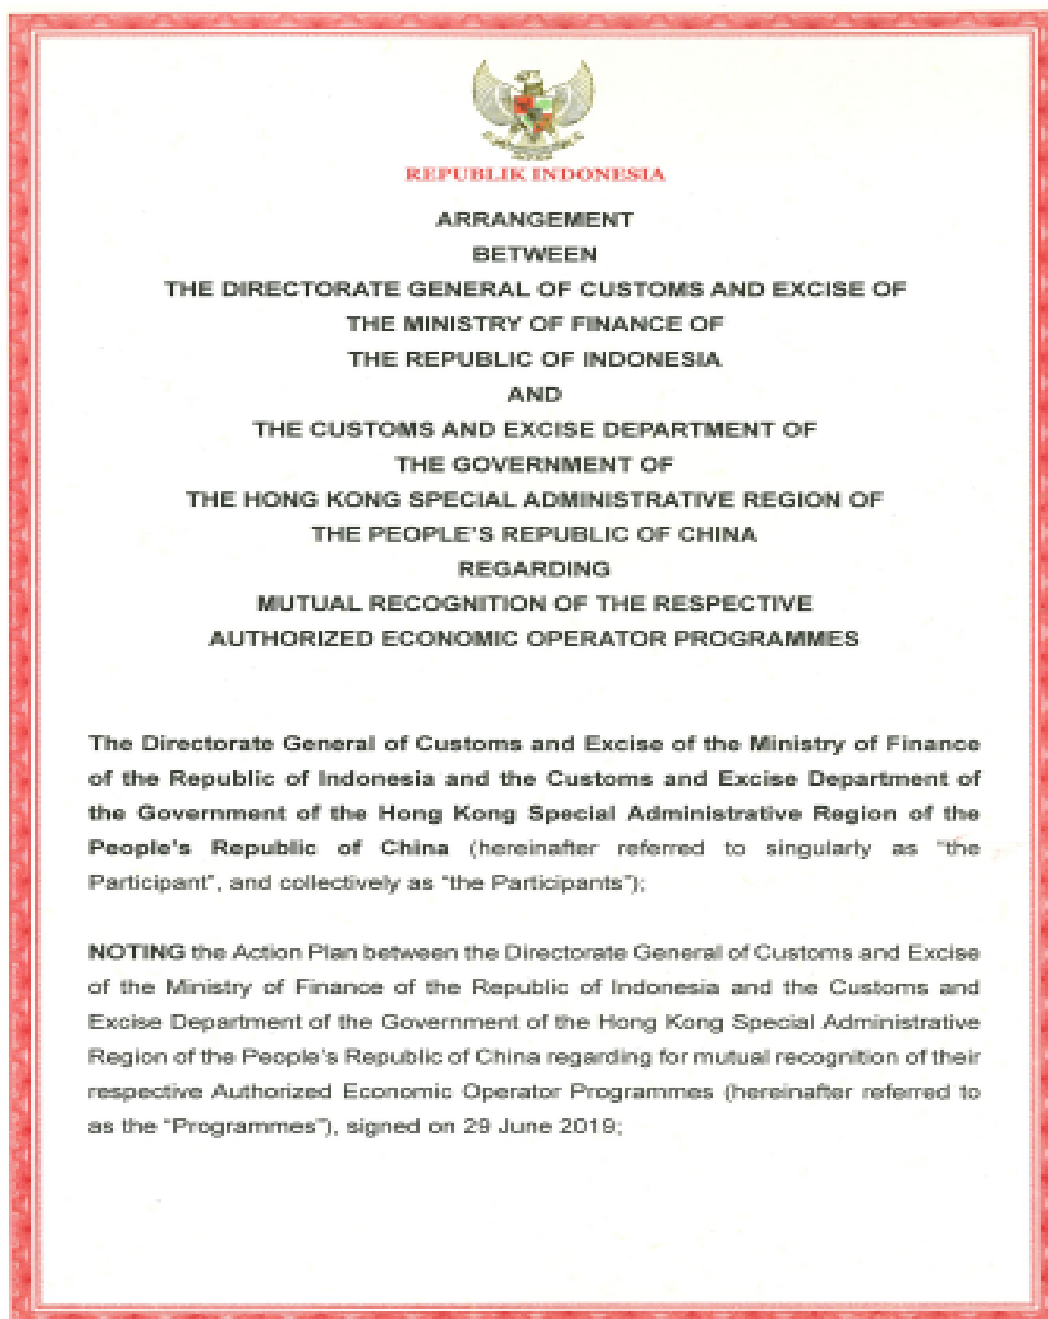 REPUBLIK INDONESIA
ARRANGEMENT
BETWEEN
THE DIRECTORATE GENERAL OF CUSTOMS AND EXCISE OF
THE MINISTRY OF FINANCE OF
THE REPUBLIC OF INDONESIA
AND
THE CUSTOMS AND EXCISE DEPARTMENT OF
THE GOVERNMENT OF
THE HONG KONG SPECIAL ADMINISTRATIVE REGION OF
THE PEOPLE'S REPUBLIC OF CHINA
REGARDING
MUTUAL RECOGNITION OF THE RESPECTIVE
AUTHORIZED ECONOMIC OPERATOR PROGRAMMES
The Directorate General of Customs and Excise of the Ministry of Finance
of the Republic of Indonesia and the Customs and Excise Department of
the Government of the Hong Kong Special Administrative Region of the
People's Republic of China (hereinafter referred to singularly as "the
Participant", and collectively as "the Participants");
NOTING the Action Plan between the Directorate General of Customs and Excise
of the Ministry of Finance of the Republic of Indonesia and the Customs and
Excise Department of the Government of the Hong Kong Special Administrative
Region of the People's Republic of China regarding for mutual recognition of their
respective Authorized Economic Operator Programmes (hereinafter referred to
as the "Programmes"), signed on 29 June 2019;